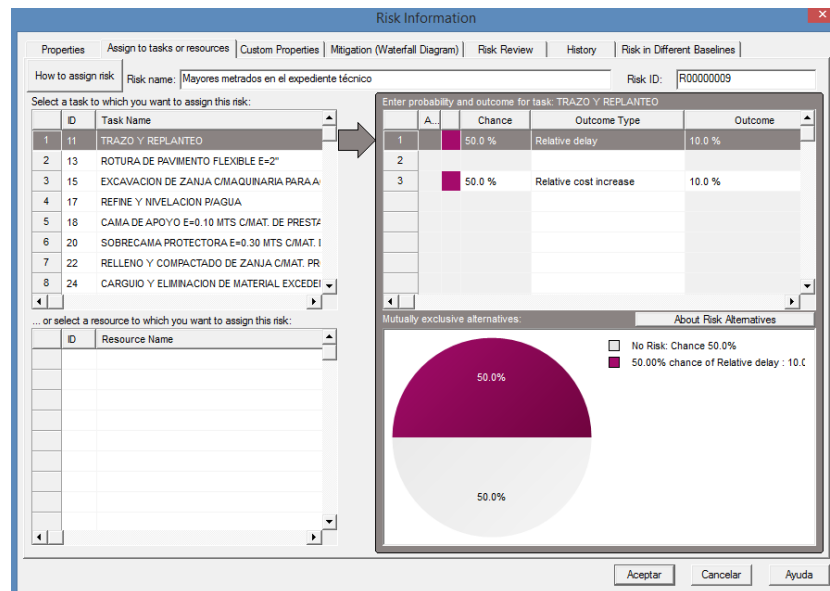 Risk Information
Properties Assign to tasks or resources Custom Properties Mitigation (Waterfall Diagram) Risk Review History Risk in Different Baselines
How to assign risk Risk name: Mayores metrados en el expediente técnico Risk ID: R00000009
Select a task to which you want to assign this risk:
ID Task Name
1 11 TRAZO Y REPLANTEO
2 13 ROTURA DE PAVIMENTO FLEXIBLE E=2"
3 15 EXCAVACION DE ZANJA C/MAQUINARIA PARA A
4 17 REFINE Y NIVELACION P/AGUA
5 18 CAMA DE APOYO E=0.10 MTS C/MAT. DE PRESTA
6 20 SOBRECAMA PROTECTORA E=0.30 MTS C/MAT.
7 22 RELLENO Y COMPACTADO DE ZANJA C/MAT. PR
8 24 CARGUIO Y ELIMINACION DE MATERIAL EXCEDE
Enter probability and outcome for task: TRAZO Y REPLANTEO
A... Chance Outcome Type Outcome
1 50.0 % Relative delay 10.0 %
2
3 50.0 % Relative cost increase 10.0 %
... or select a resource to which you want to assign this risk:
ID Resource Name
Mutually exclusive alternatives: About Risk Alternatives
50.0%
50.0%
No Risk: Chance 50.0%
50.00% chance of Relative delay : 10.0
Aceptar Cancelar Ayuda